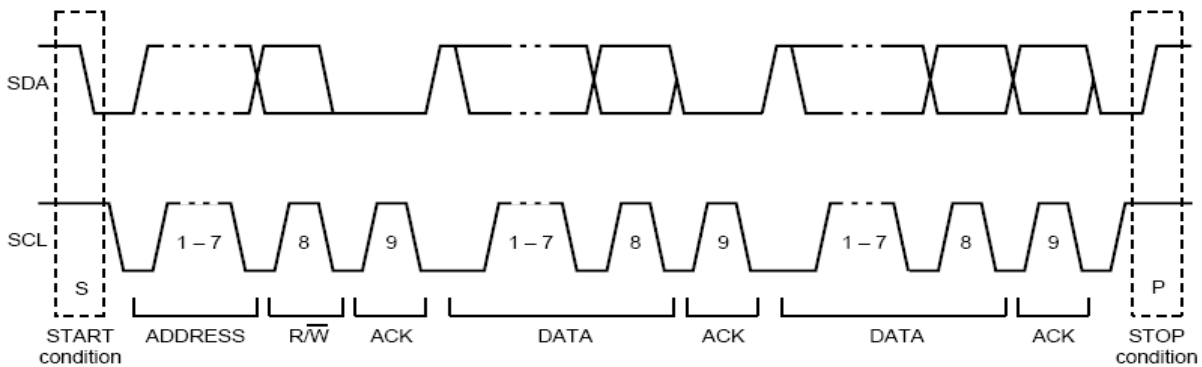 SDA
SCL
1 – 7 8 9 1 – 7 8 9 1 – 7 8 9
S P
START condition ADDRESS R/W̅ ACK DATA ACK DATA ACK STOP condition